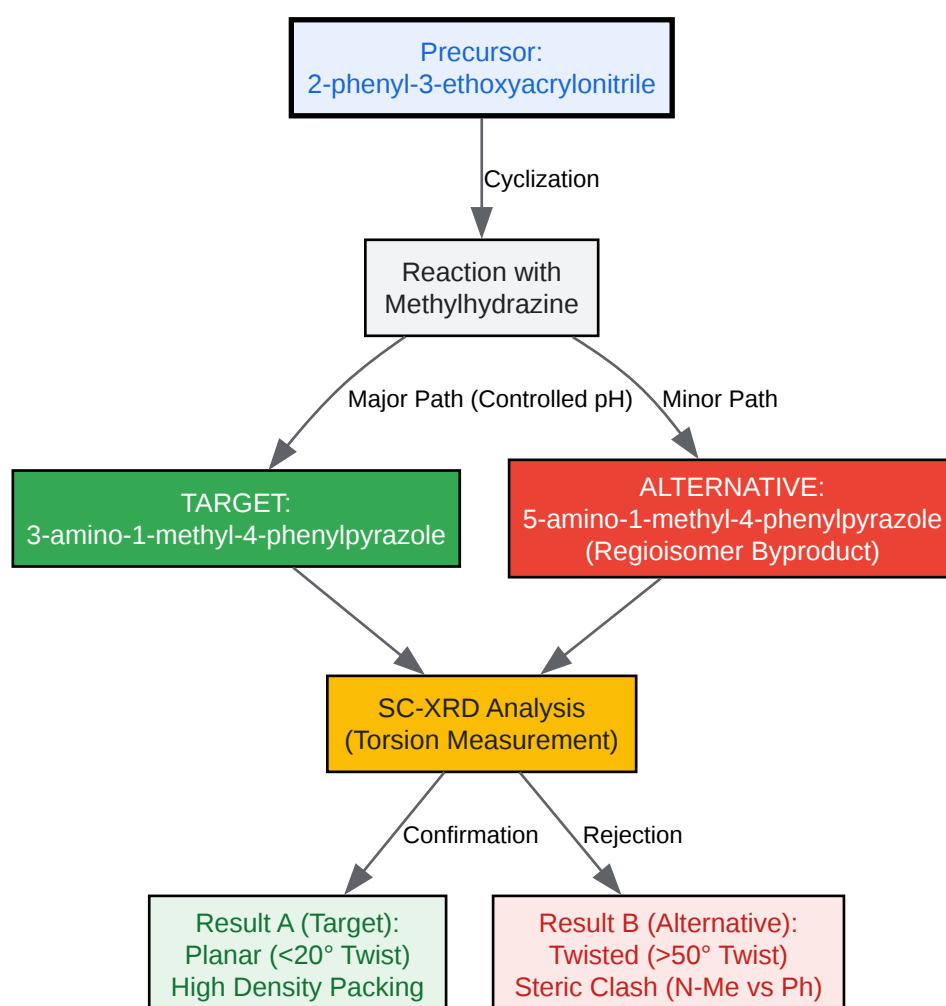 Precursor:
2-phenyl-3-ethoxyacrylonitrile
Cyclization
Reaction with
Methylhydrazine
Major Path (Controlled pH)
Minor Path
TARGET:
3-amino-1-methyl-4-phenylpyrazole
ALTERNATIVE:
5-amino-1-methyl-4-phenylpyrazole
(Regioisomer Byproduct)
SC-XRD Analysis
(Torsion Measurement)
Confirmation
Rejection
Result A (Target):
Planar (<20° Twist)
High Density Packing
Result B (Alternative):
Twisted (>50° Twist)
Steric Clash (N-Me vs Ph)